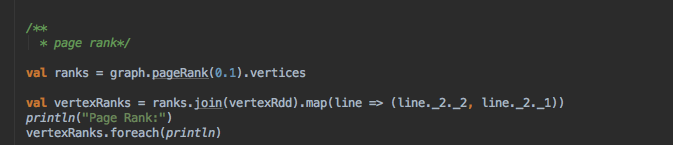 /**
* page rank*/
val ranks = graph.pageRank(0.1).vertices
val vertexRanks = ranks.join(vertexRdd).map(line => (line._2._2, line._2._1))
println("Page Rank:")
vertexRanks.foreach(println)